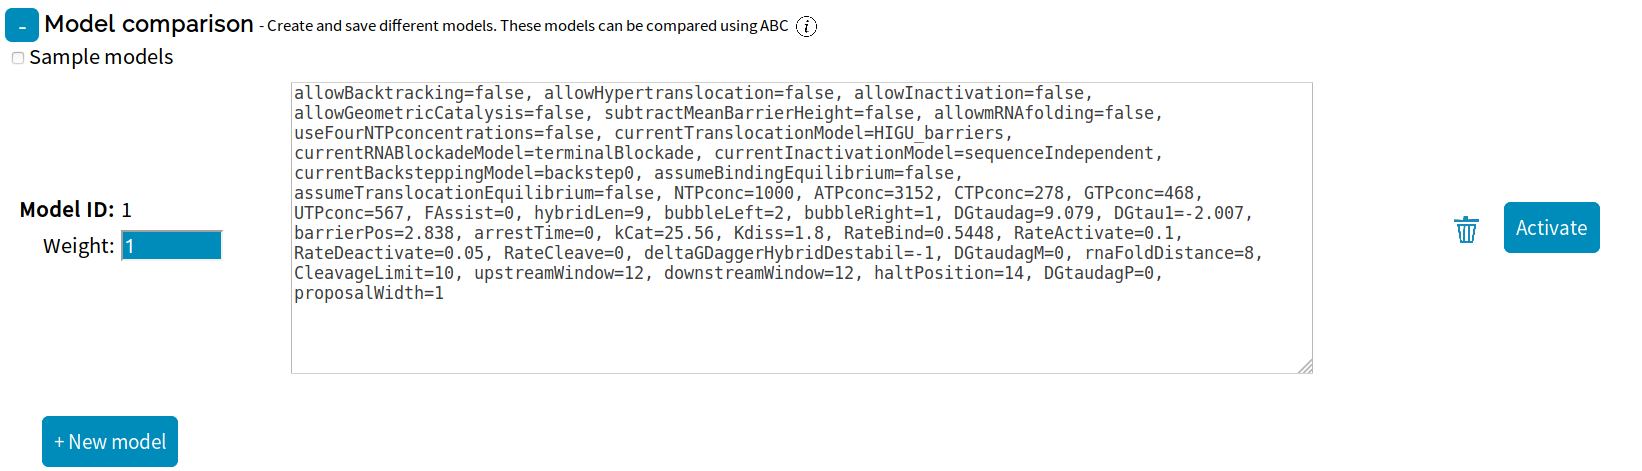 - Model comparison - Create and save different models. These models can be compared using ABC i
Sample models
allowBacktracking=false, allowHypertranslocation=false, allowInactivation=false,
allowGeometricCatalysis=false, subtractMeanBarrierHeight=false, allowmRNAfolding=false,
useFourNTPconcentrations=false, currentTranslocationModel=HIGU_barriers,
currentRNABlockadeModel=terminalBlockade, currentInactivationModel=sequenceIndependent,
currentBacksteppingModel=backstep0, assumeBindingEquilibrium=false,
assumeTranslocationEquilibrium=false, NTPconc=1000, ATPconc=3152, CTPconc=278, GTPconc=468,
UTPconc=567, FAssist=0, hybridLen=9, bubbleLeft=2, bubbleRight=1, DGtaudag=9.079, DGtau1=-2.007,
barrierPos=2.838, arrestTime=0, kCat=25.56, Kdiss=1.8, RateBind=0.5448, RateActivate=0.1,
RateDeactivate=0.05, RateCleave=0, deltaGDaggerHybridDestabil=-1, DGtaudagM=0, rnaFoldDistance=8,
CleavageLimit=10, upstreamWindow=12, downstreamWindow=12, haltPosition=14, DGtaudagP=0,
proposalWidth=1
Model ID: 1
Weight: 1
Activate
+ New model